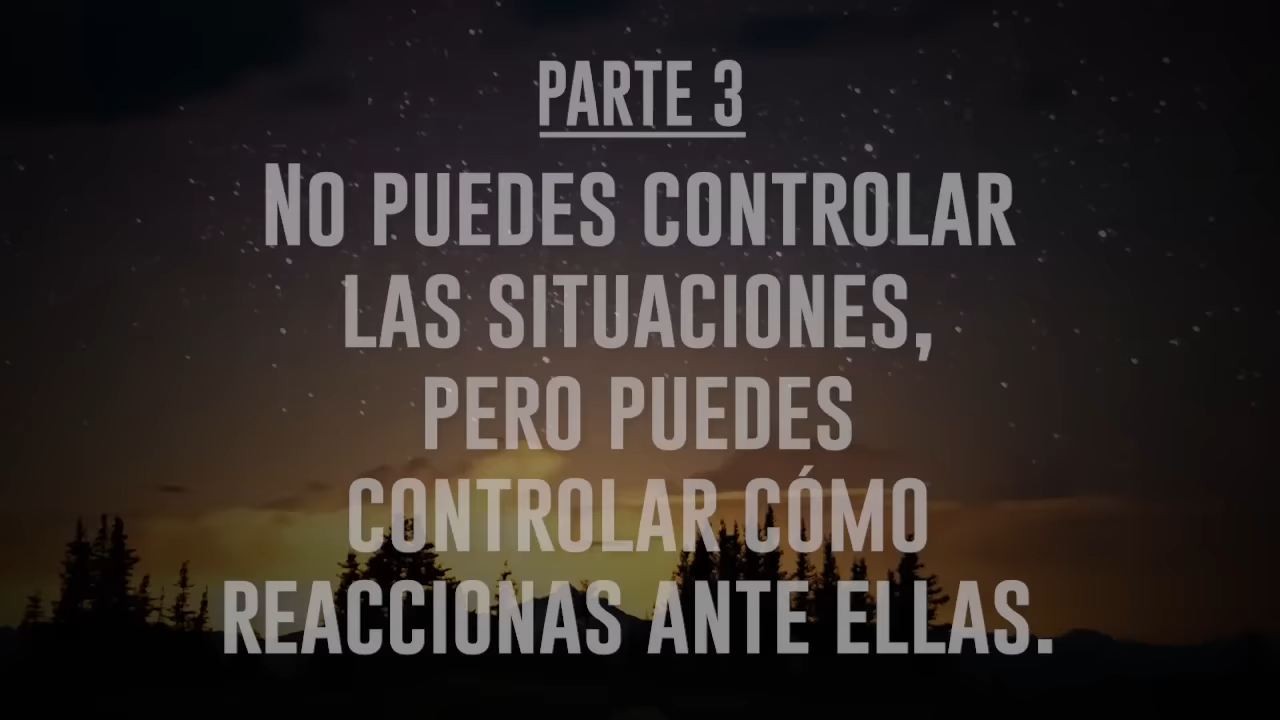 PARTE 3
NO PUEDES CONTROLAR
LAS SITUACIONES,
PERO PUEDES
CONTROLAR CÓMO
REACCIONAS ANTE ELLAS.